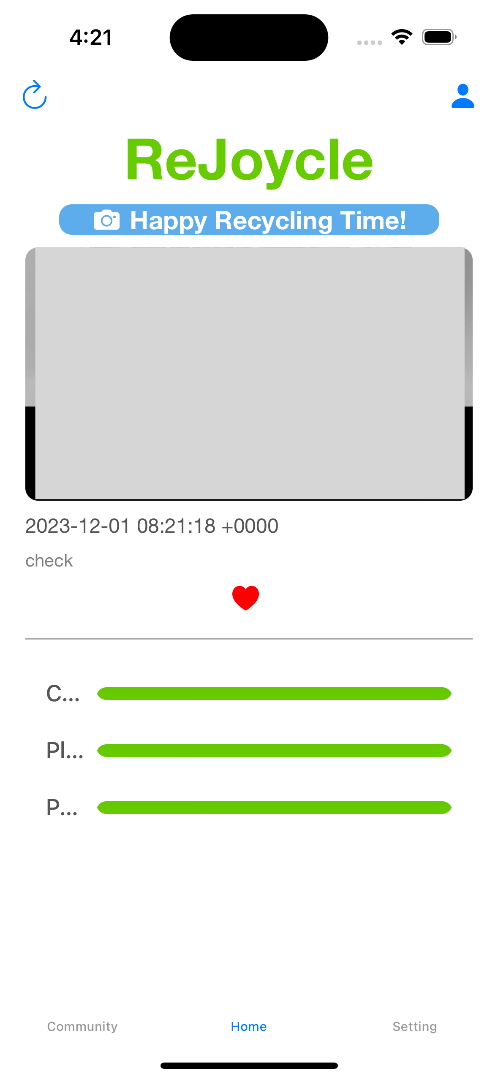 4:21
ReJoycle
Happy Recycling Time!
2023-12-01 08:21:18 +0000
check
C...
Pl...
P...
Community Home Setting